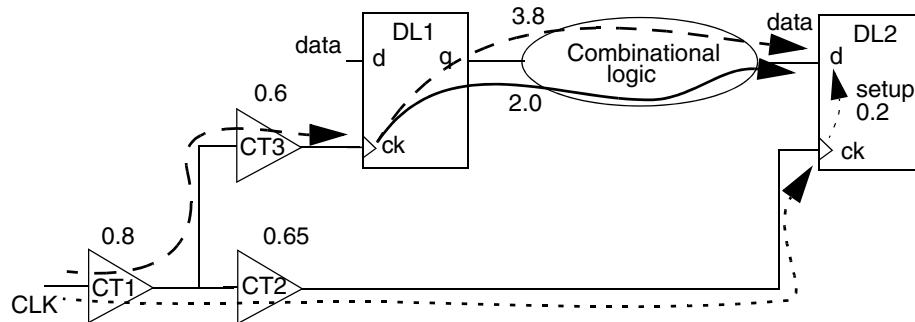 3.8
data
DL1
data
DL2
d
q
Combinational
logic
d
setup
0.2
0.6
2.0
CT3
ck
ck
0.8
0.65
CT1
CT2
CLK